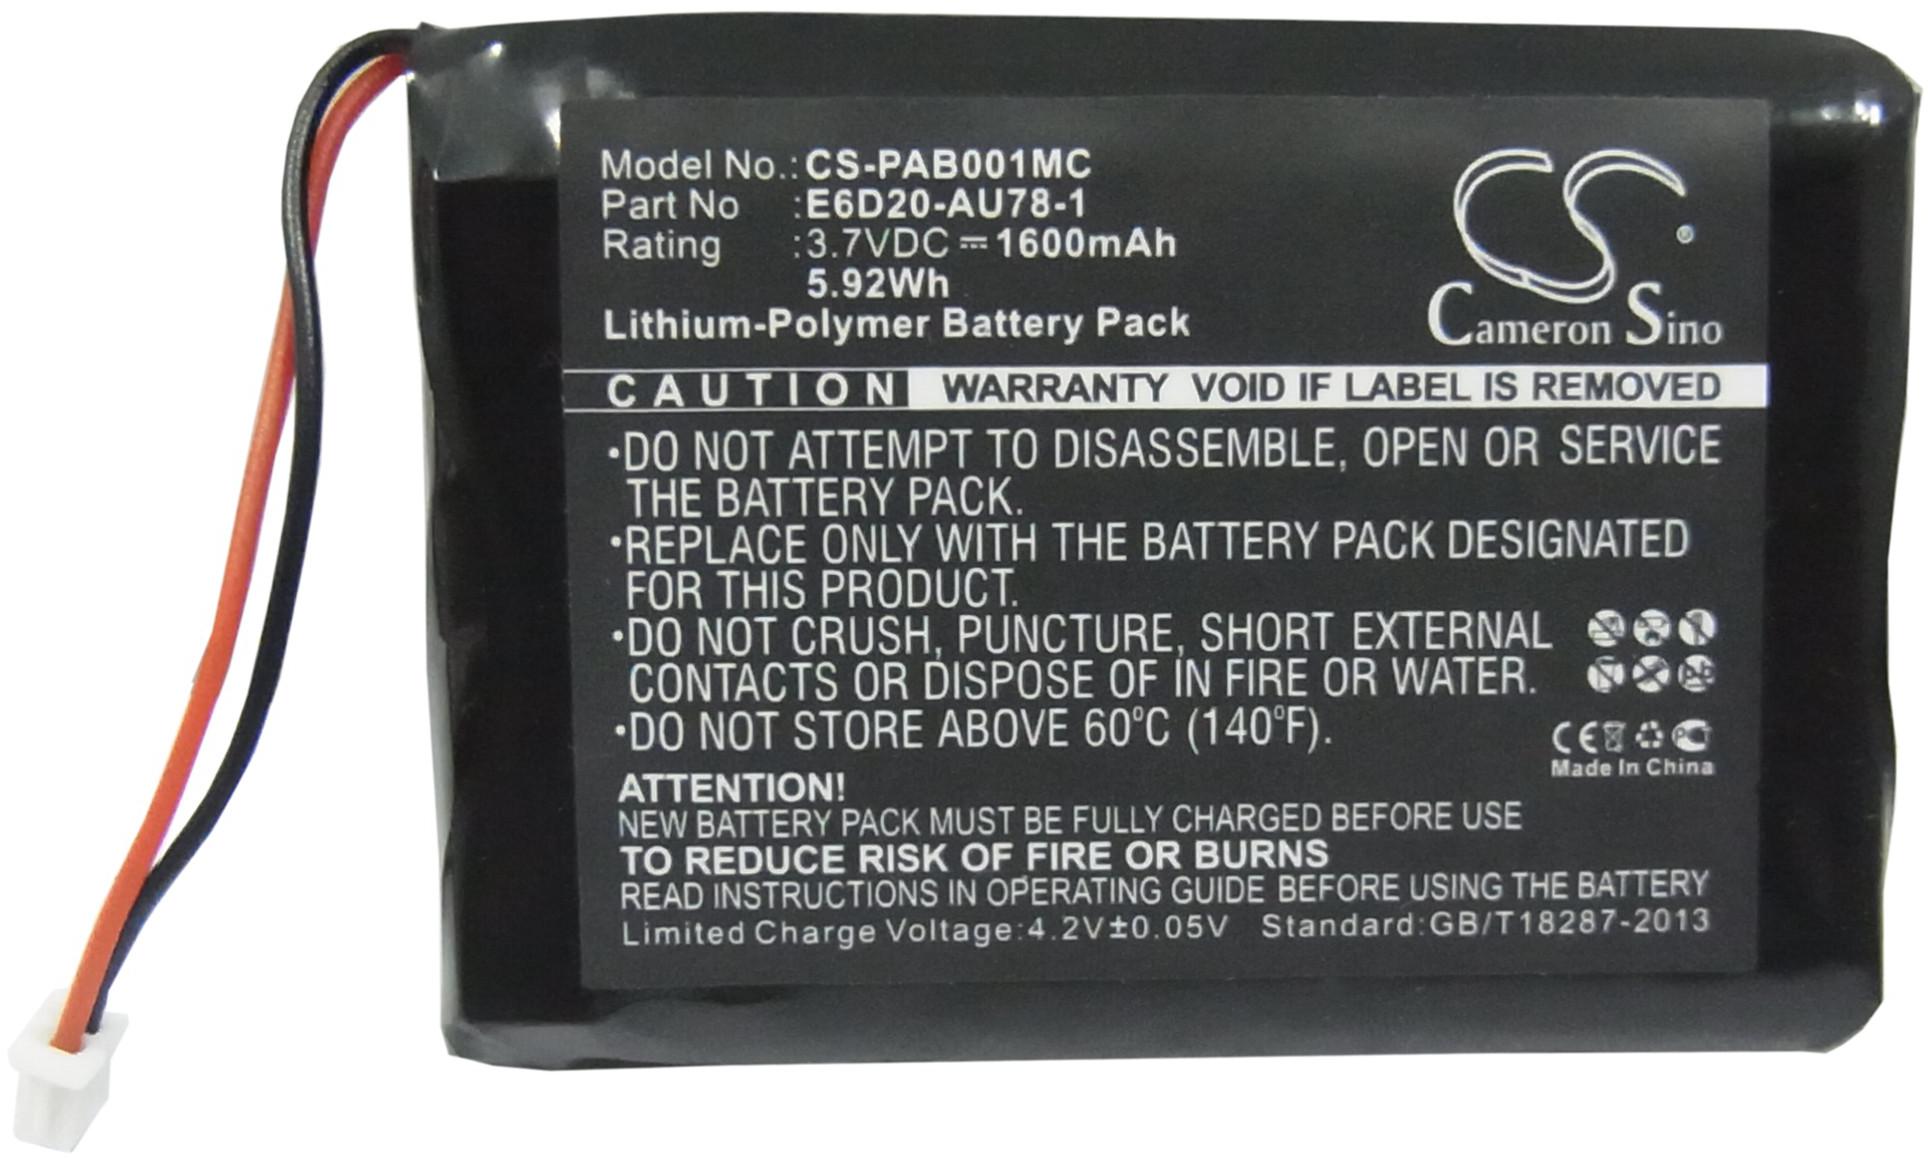 Model No.: CS-PAB001MC
Part No :E6D20-AU78-1
Rating :3.7VDC ⎓ 1600mAh
5.92Wh
Lithium-Polymer Battery Pack
CS®
Cameron Sino
CAUTION WARRANTY VOID IF LABEL IS REMOVED
•DO NOT ATTEMPT TO DISASSEMBLE, OPEN OR SERVICE
THE BATTERY PACK.
•REPLACE ONLY WITH THE BATTERY PACK DESIGNATED
FOR THIS PRODUCT.
•DO NOT CRUSH, PUNCTURE, SHORT EXTERNAL
CONTACTS OR DISPOSE OF IN FIRE OR WATER.
•DO NOT STORE ABOVE 60°C (140°F).
CE
Made In China
ATTENTION!
NEW BATTERY PACK MUST BE FULLY CHARGED BEFORE USE
TO REDUCE RISK OF FIRE OR BURNS
READ INSTRUCTIONS IN OPERATING GUIDE BEFORE USING THE BATTERY
Limited Charge Voltage:4.2V±0.05V Standard:GB/T18287-2013